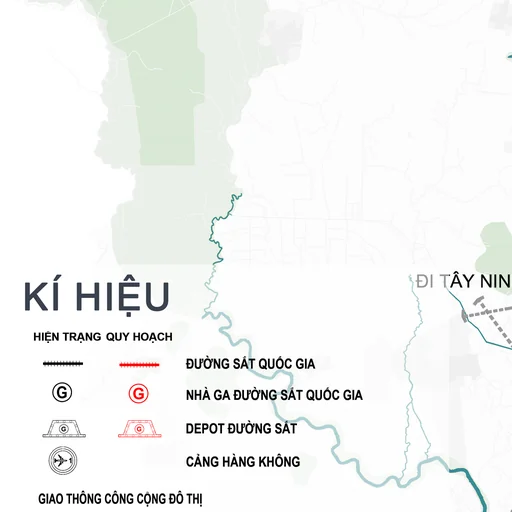 ĐI TÂY NIN
KÍ HIỆU
HIỆN TRẠNG QUY HOẠCH
ĐƯỜNG SẮT QUỐC GIA
G G NHÀ GA ĐƯỜNG SẮT QUỐC GIA
G G DEPOT ĐƯỜNG SẮT
CẢNG HÀNG KHÔNG
GIAO THÔNG CÔNG CỘNG ĐÔ THỊ